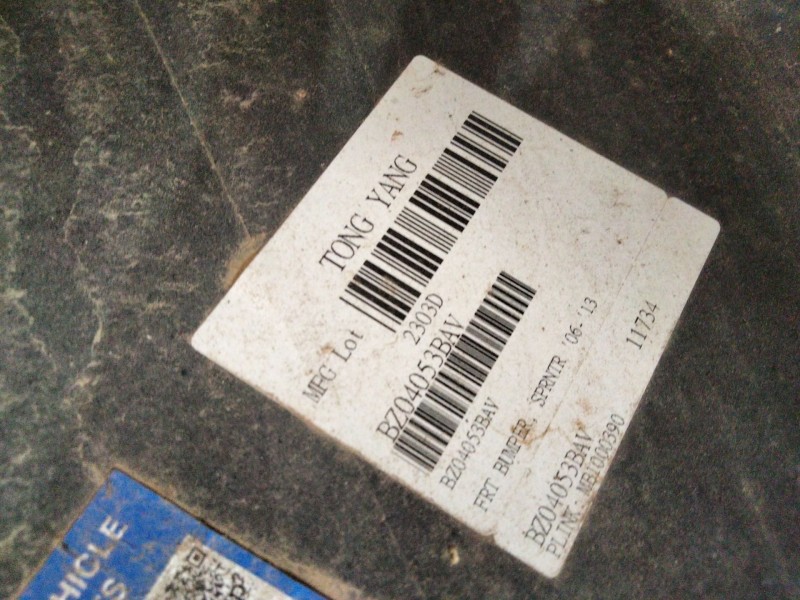 TONG YANG
MFG Lot
2303D
BZ04053BAV
BZ04053BAV
FRT BUMPER, SPRNTR '06-'13
BZ04053BAV
11734
PLINK: MB1000390
HICLE
S